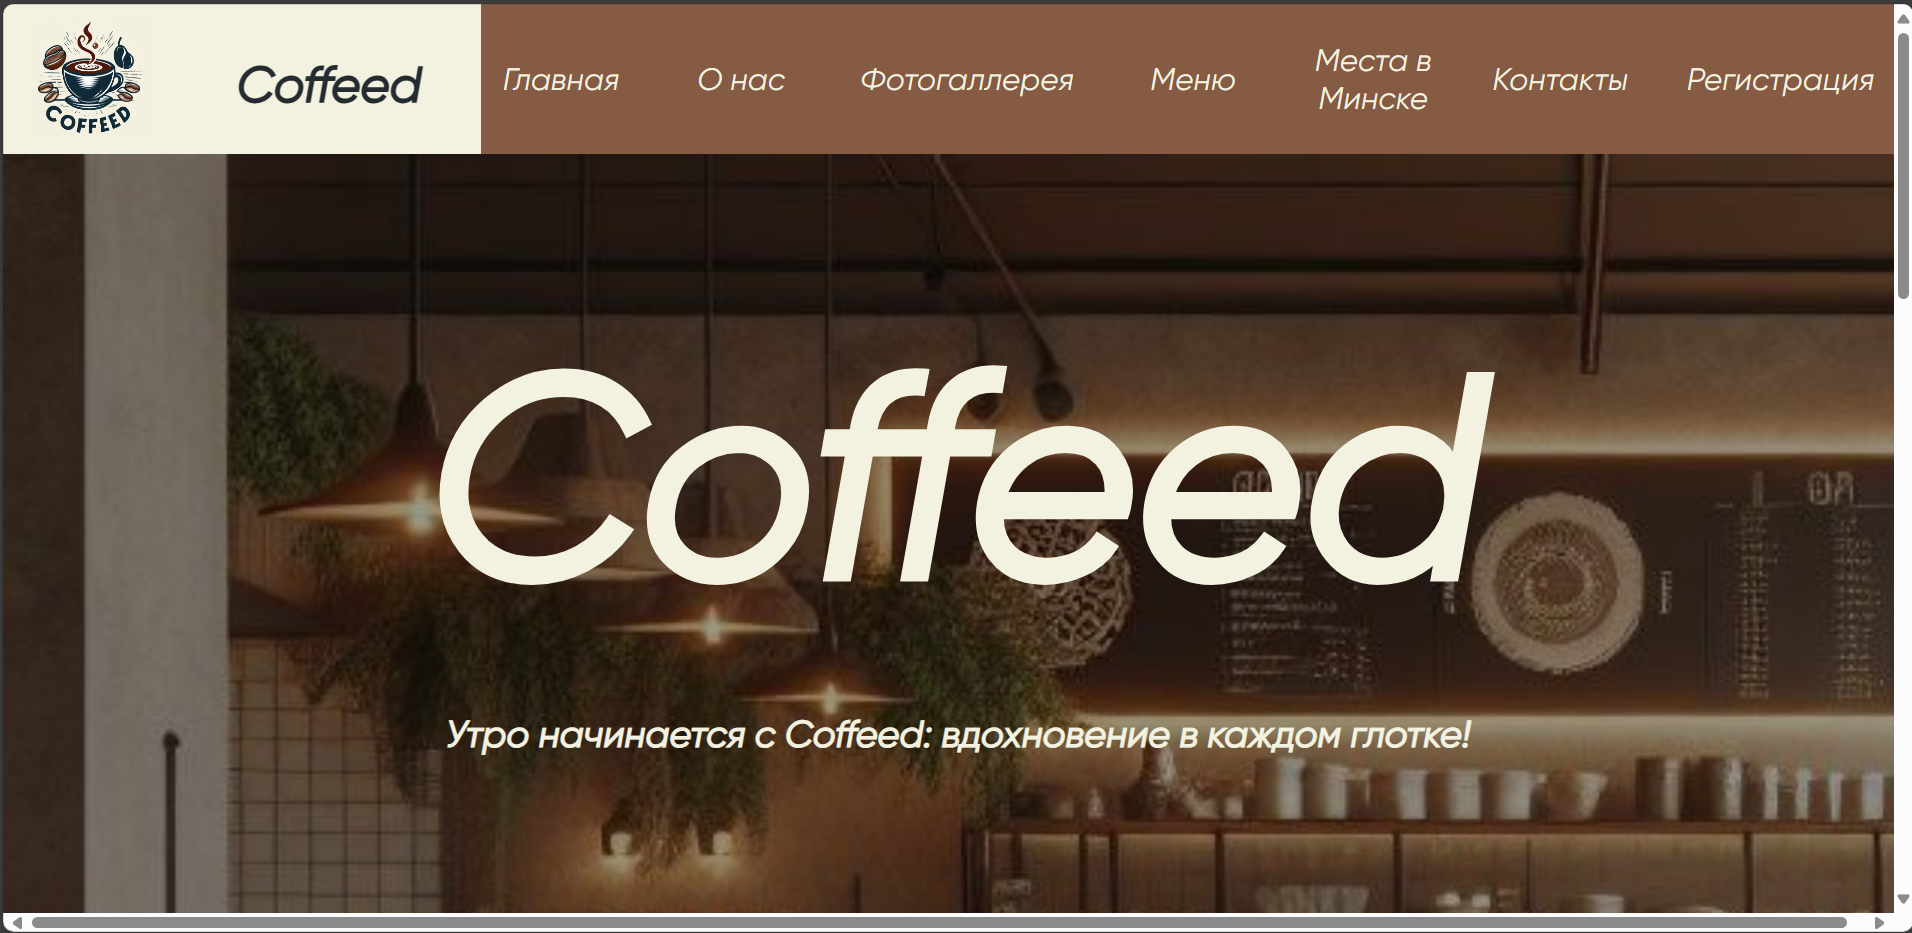 COFFEED
Coffeed
Главная
О нас
Фотогаллерея
Меню
Места в
Минске
Контакты
Регистрация
Coffeed
Утро начинается с Coffeed: вдохновение в каждом глотке!